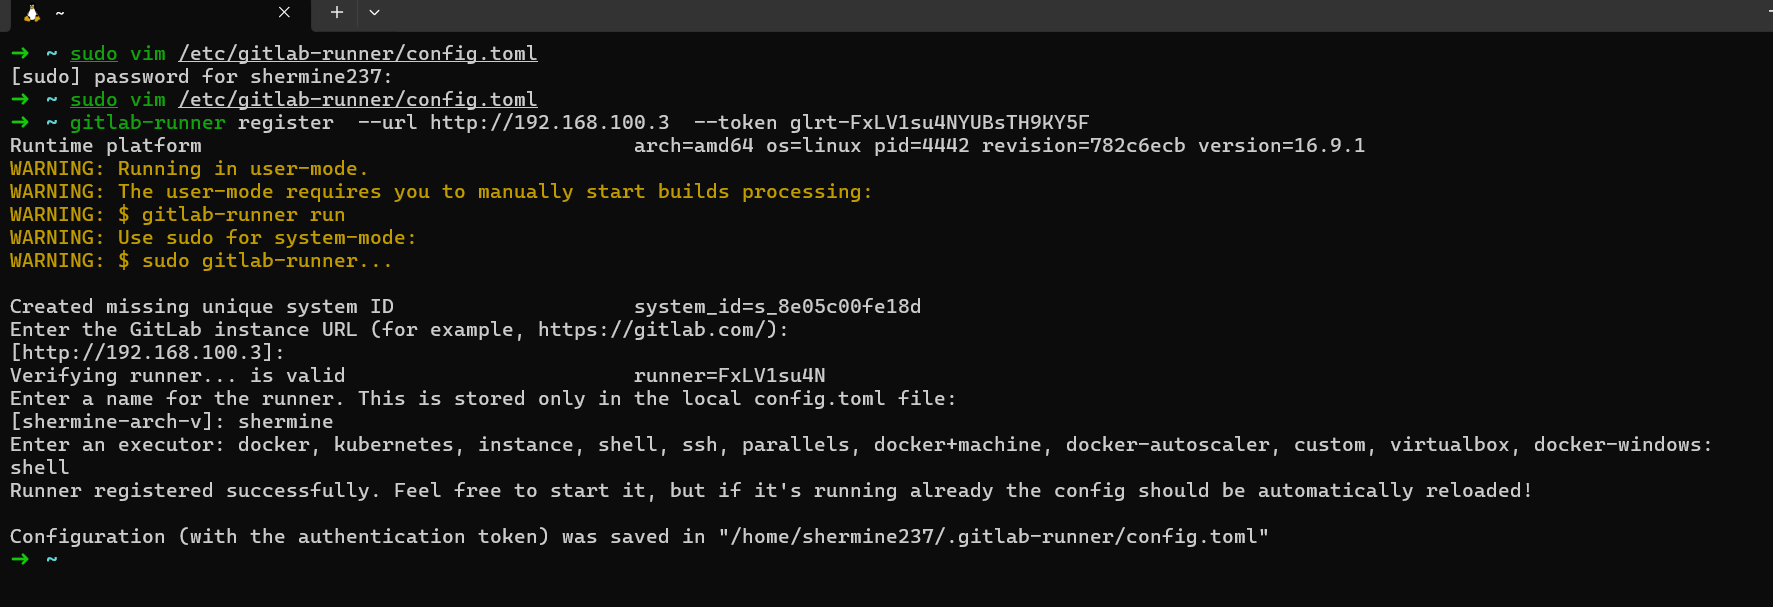 ~
→ ~ sudo vim /etc/gitlab-runner/config.toml
[sudo] password for shermine237:
→ ~ sudo vim /etc/gitlab-runner/config.toml
→ ~ gitlab-runner register  --url http://192.168.100.3  --token glrt-FxLV1su4NYUBsTH9KY5F
Runtime platform                                    arch=amd64 os=linux pid=4442 revision=782c6ecb version=16.9.1
WARNING: Running in user-mode.
WARNING: The user-mode requires you to manually start builds processing:
WARNING: $ gitlab-runner run
WARNING: Use sudo for system-mode:
WARNING: $ sudo gitlab-runner...
Created missing unique system ID                    system_id=s_8e05c00fe18d
Enter the GitLab instance URL (for example, https://gitlab.com/):
[http://192.168.100.3]:
Verifying runner... is valid                        runner=FxLV1su4N
Enter a name for the runner. This is stored only in the local config.toml file:
[shermine-arch-v]: shermine
Enter an executor: docker, kubernetes, instance, shell, ssh, parallels, docker+machine, docker-autoscaler, custom, virtualbox, docker-windows:
shell
Runner registered successfully. Feel free to start it, but if it's running already the config should be automatically reloaded!
Configuration (with the authentication token) was saved in "/home/shermine237/.gitlab-runner/config.toml"
→ ~